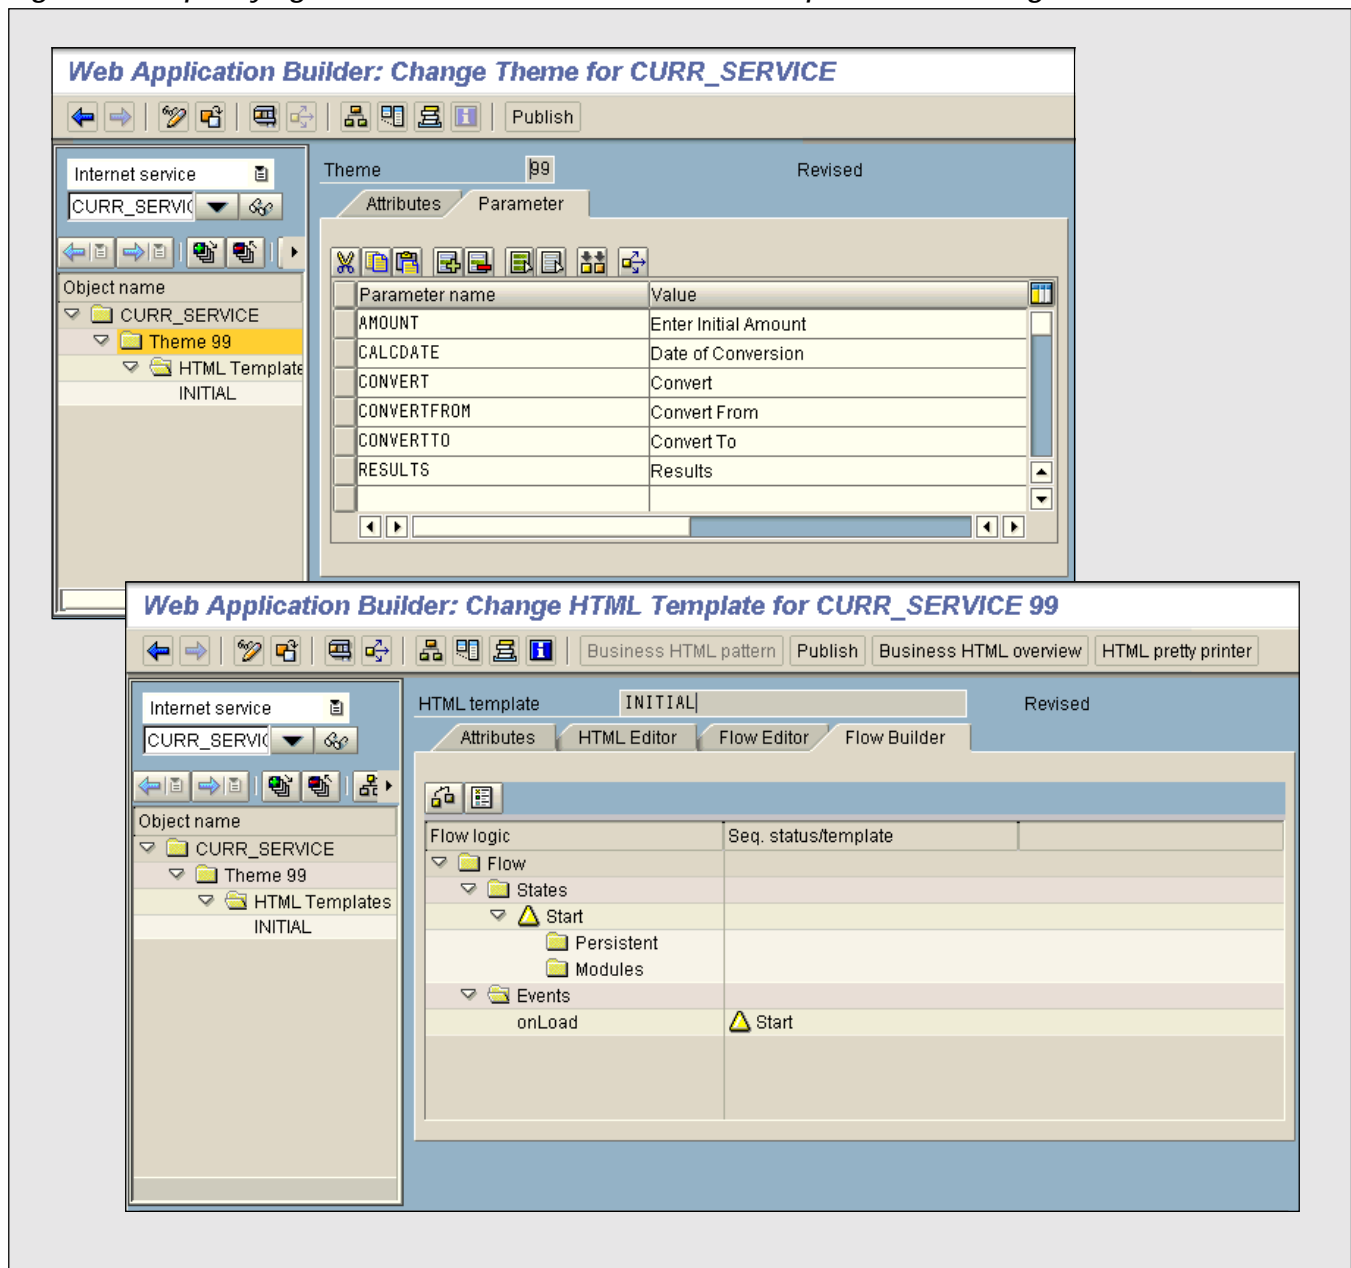 Web Application Builder: Change Theme for CURR_SERVICE
Publish
Internet service
CURR_SERVIC
Object name
CURR_SERVICE
Theme 99
HTML Template
INITIAL
Theme 99 Revised
Attributes Parameter
Parameter name Value
AMOUNT Enter Initial Amount
CALCDATE Date of Conversion
CONVERT Convert
CONVERTFROM Convert From
CONVERTTO Convert To
RESULTS Results
Web Application Builder: Change HTML Template for CURR_SERVICE 99
Business HTML pattern Publish Business HTML overview HTML pretty printer
Internet service
CURR_SERVIC
Object name
CURR_SERVICE
Theme 99
HTML Templates
INITIAL
HTML template INITIAL Revised
Attributes HTML Editor Flow Editor Flow Builder
Flow logic Seq. status/template
Flow
States
Start
Persistent
Modules
Events
onLoad Start